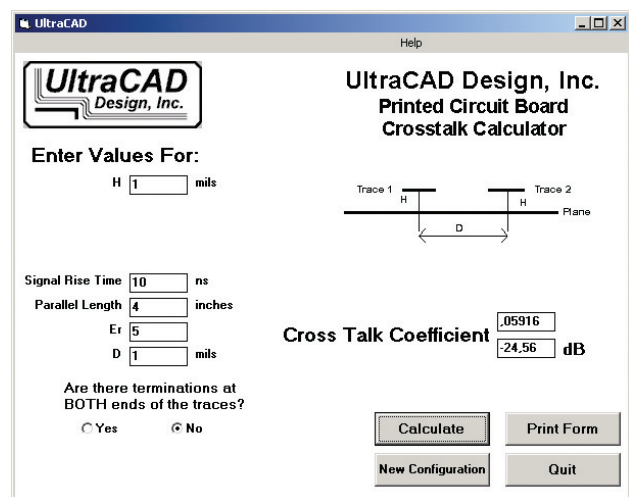 UltraCAD
Help
UltraCAD
Design, Inc.
UltraCAD Design, Inc.
Printed Circuit Board
Crosstalk Calculator
Enter Values For:
H 1 mils
Trace 1 H Trace 2 H
Plane
D
Signal Rise Time 10 ns
Parallel Length 4 inches
Er 5
D 1 mils
Cross Talk Coefficient ,05916
-24,56 dB
Are there terminations at
BOTH ends of the traces?
Yes No
Calculate Print Form
New Configuration Quit